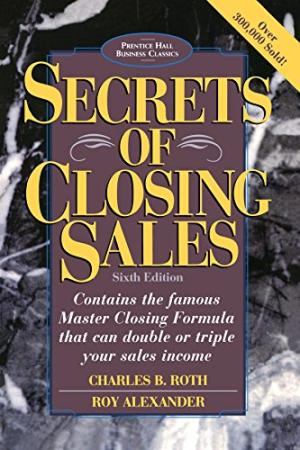 Over
300,000 Sold!
PRENTICE HALL
BUSINESS CLASSICS
SECRETS
OF
CLOSING
SALES
Sixth Edition
Contains the famous
Master Closing Formula
that can double or triple
your sales income
CHARLES B. ROTH
ROY ALEXANDER